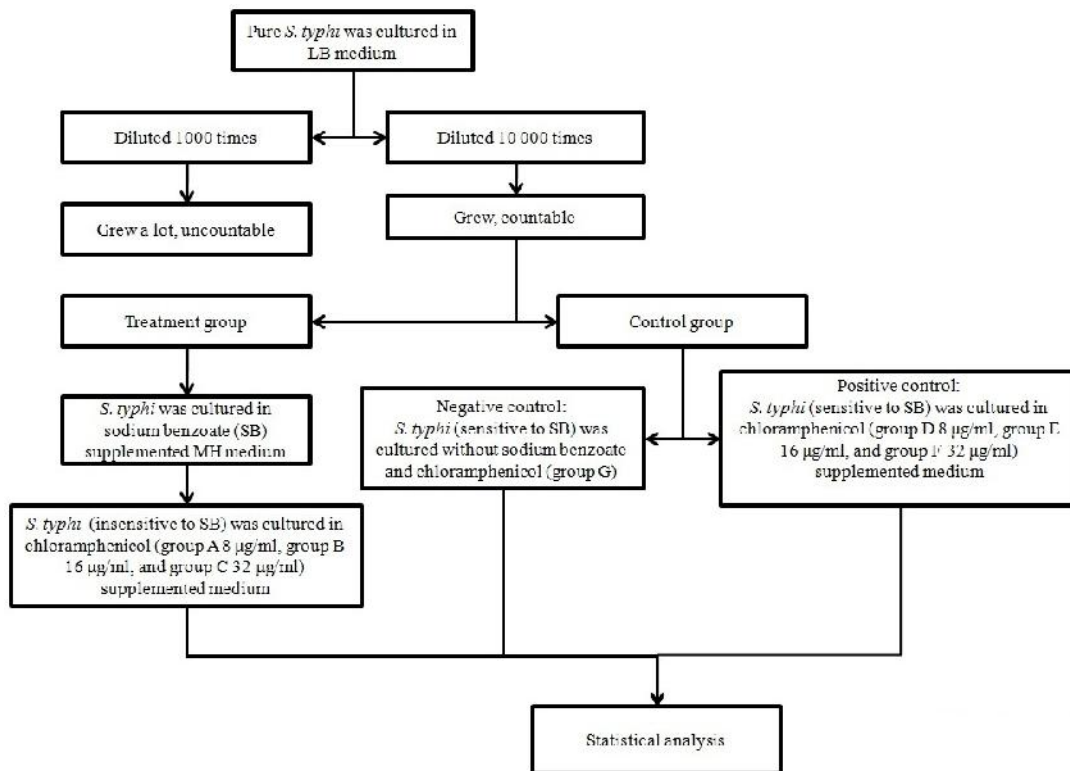 Pure S. typhi was cultured in
LB medium
Diluted 1000 times
Diluted 10 000 times
Grew a lot, uncountable
Grew, countable
Treatment group
Control group
S. typhi was cultured in
sodium benzoate (SB)
supplemented MH medium
Negative control:
S. typhi (sensitive to SB) was
cultured without sodium benzoate
and chloramphenicol (group G)
Positive control:
S. typhi (sensitive to SB) was cultured in
chloramphenicol (group D 8 µg/ml, group E
16 µg/ml, and group F 32 µg/ml)
supplemented medium
S. typhi (insensitive to SB) was cultured in
chloramphenicol (group A 8 µg/ml, group B
16 µg/ml, and group C 32 µg/ml)
supplemented medium
Statistical analysis